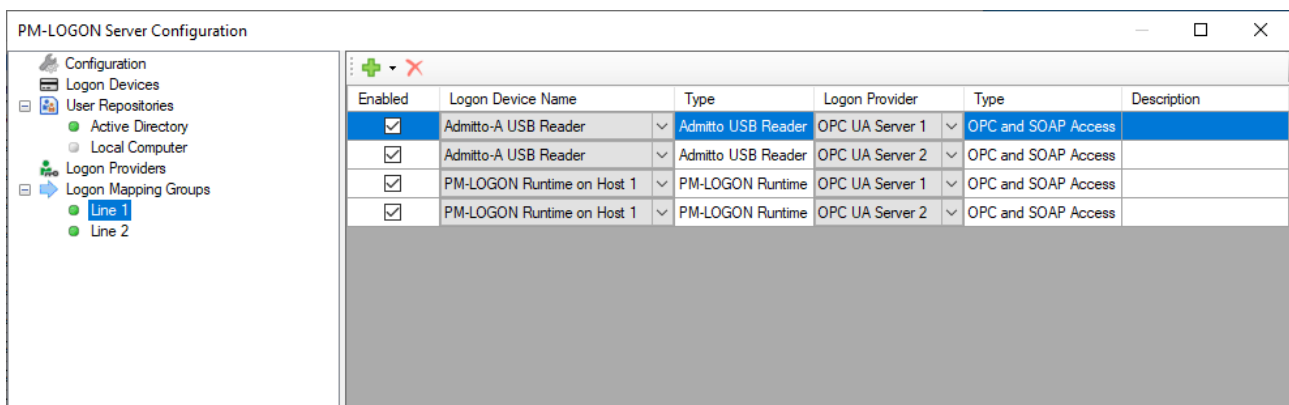 PM-LOGON Server Configuration
Configuration
Logon Devices
User Repositories
Active Directory
Local Computer
Logon Providers
Logon Mapping Groups
Line 1
Line 2
Enabled Logon Device Name Type Logon Provider Type Description
Admitto-A USB Reader Admitto USB Reader OPC UA Server 1 OPC and SOAP Access
Admitto-A USB Reader Admitto USB Reader OPC UA Server 2 OPC and SOAP Access
PM-LOGON Runtime on Host 1 PM-LOGON Runtime OPC UA Server 1 OPC and SOAP Access
PM-LOGON Runtime on Host 1 PM-LOGON Runtime OPC UA Server 2 OPC and SOAP Access